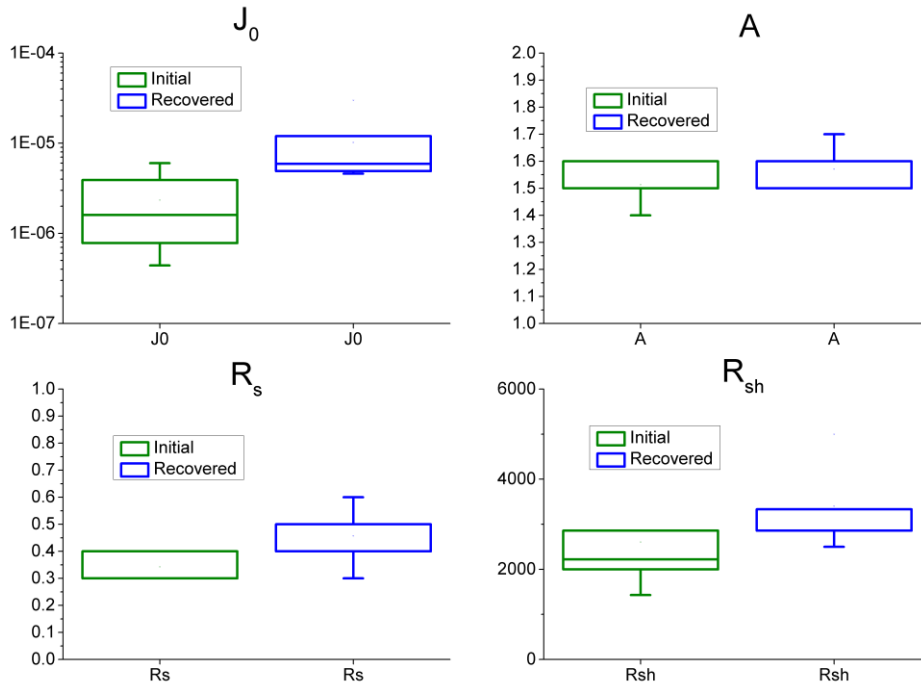 J0
1E-04
1E-05
1E-06
1E-07
Initial
Recovered
J0
J0
A
2.0
1.9
1.8
1.7
1.6
1.5
1.4
1.3
1.2
1.1
1.0
Initial
Recovered
A
A
Rs
1.0
0.9
0.8
0.7
0.6
0.5
0.4
0.3
0.2
0.1
0.0
Initial
Recovered
Rs
Rs
Rsh
6000
4000
2000
0
Initial
Recovered
Rsh
Rsh